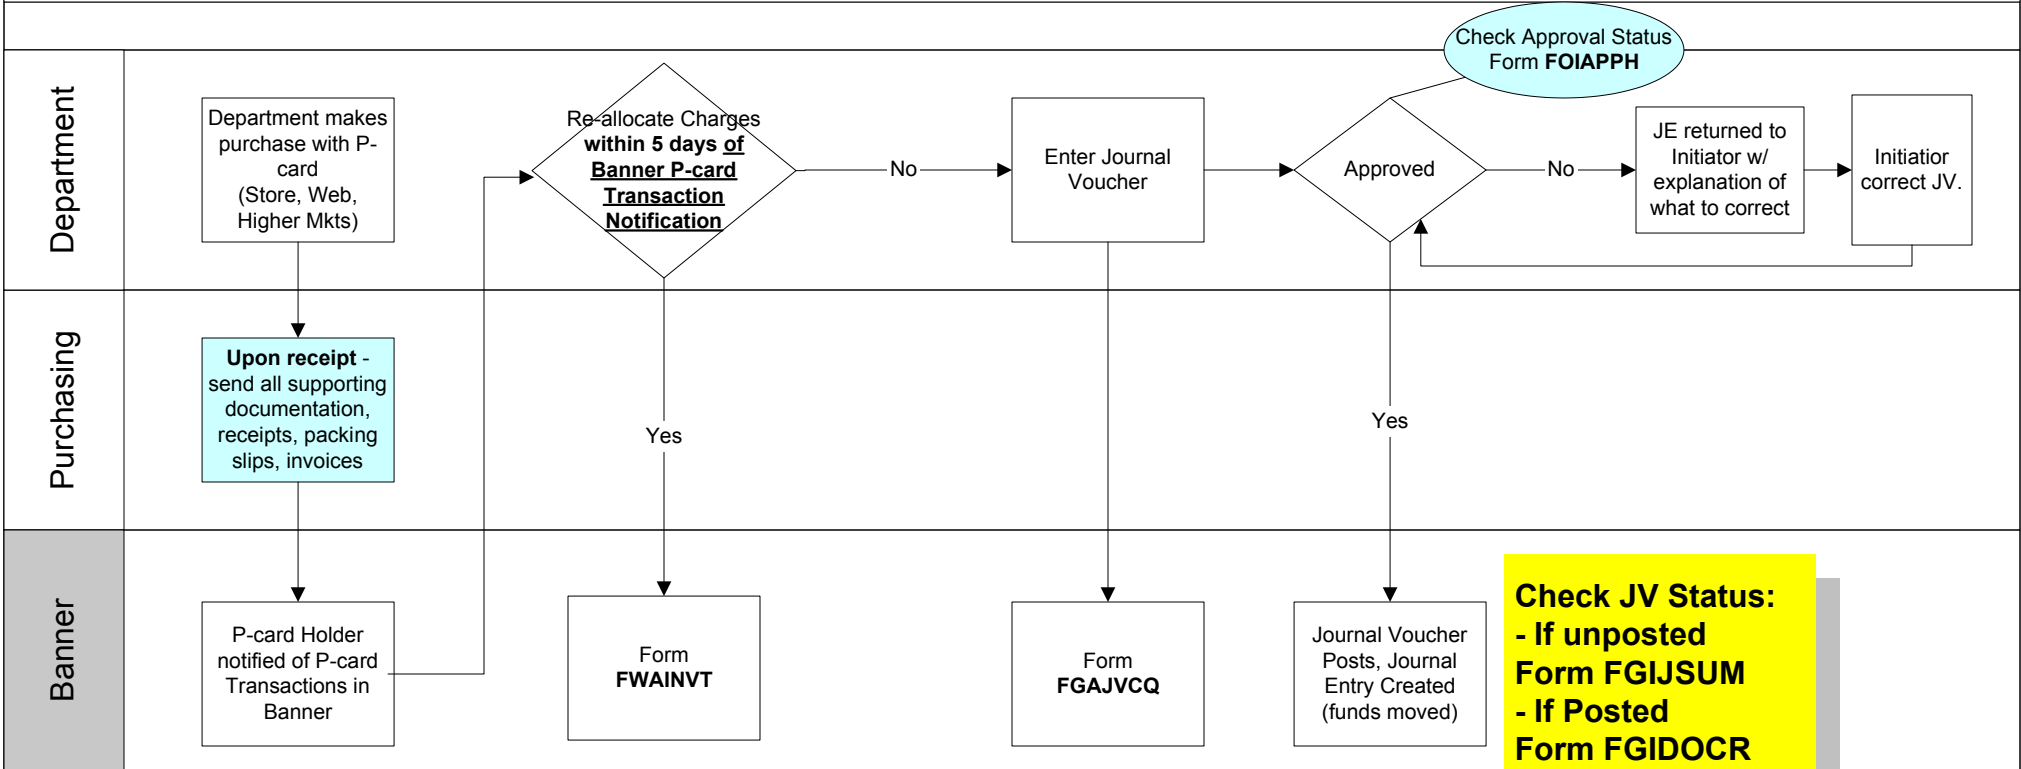 Check Approval Status
Form FOIAPPH
Department
Department makes
purchase with P-
card
(Store, Web,
Higher Mkts)
Re-allocate Charges
within 5 days of
Banner P-card
Transaction
Notification
No
Enter Journal
Voucher
Approved
No
JE returned to
Initiator w/
explanation of
what to correct
Initiatior
correct JV.
Purchasing
Upon receipt -
send all supporting
documentation,
receipts, packing
slips, invoices
Yes
Yes
Banner
P-card Holder
notified of P-card
Transactions in
Banner
Form
FWAINVT
Form
FGAJVCQ
Journal Voucher
Posts, Journal
Entry Created
(funds moved)
Check JV Status:
- If unposted
Form FGIJSUM
- If Posted
Form FGIDOCR